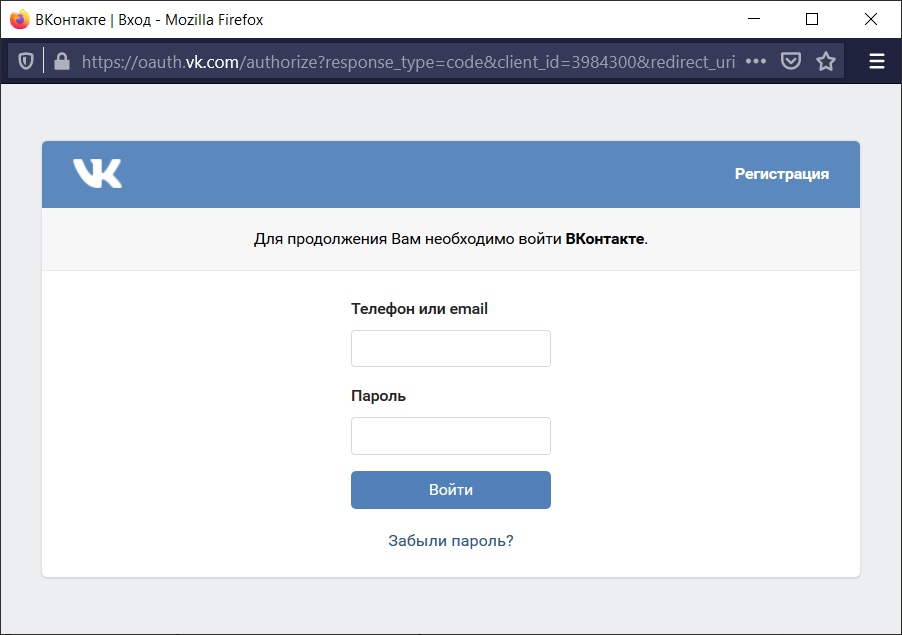 ВКонтакте | Вход - Mozilla Firefox
https://oauth.vk.com/authorize?response_type=code&client_id=3984300&redirect_uri
VK
Регистрация
Для продолжения Вам необходимо войти ВКонтакте.
Телефон или email
Пароль
Войти
Забыли пароль?